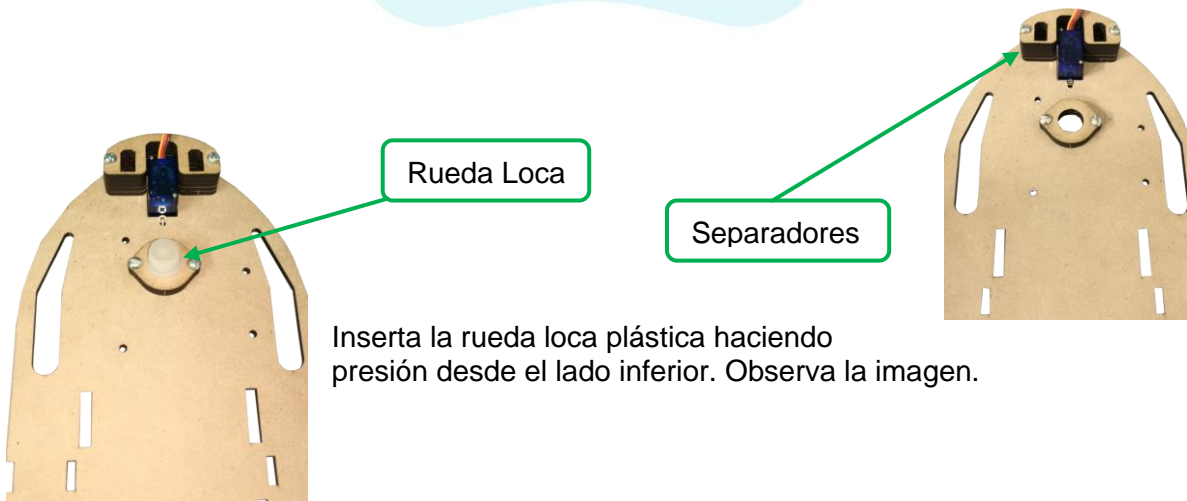 Rueda Loca
Separadores
Inserta la rueda loca plástica haciendo
presión desde el lado inferior. Observa la imagen.